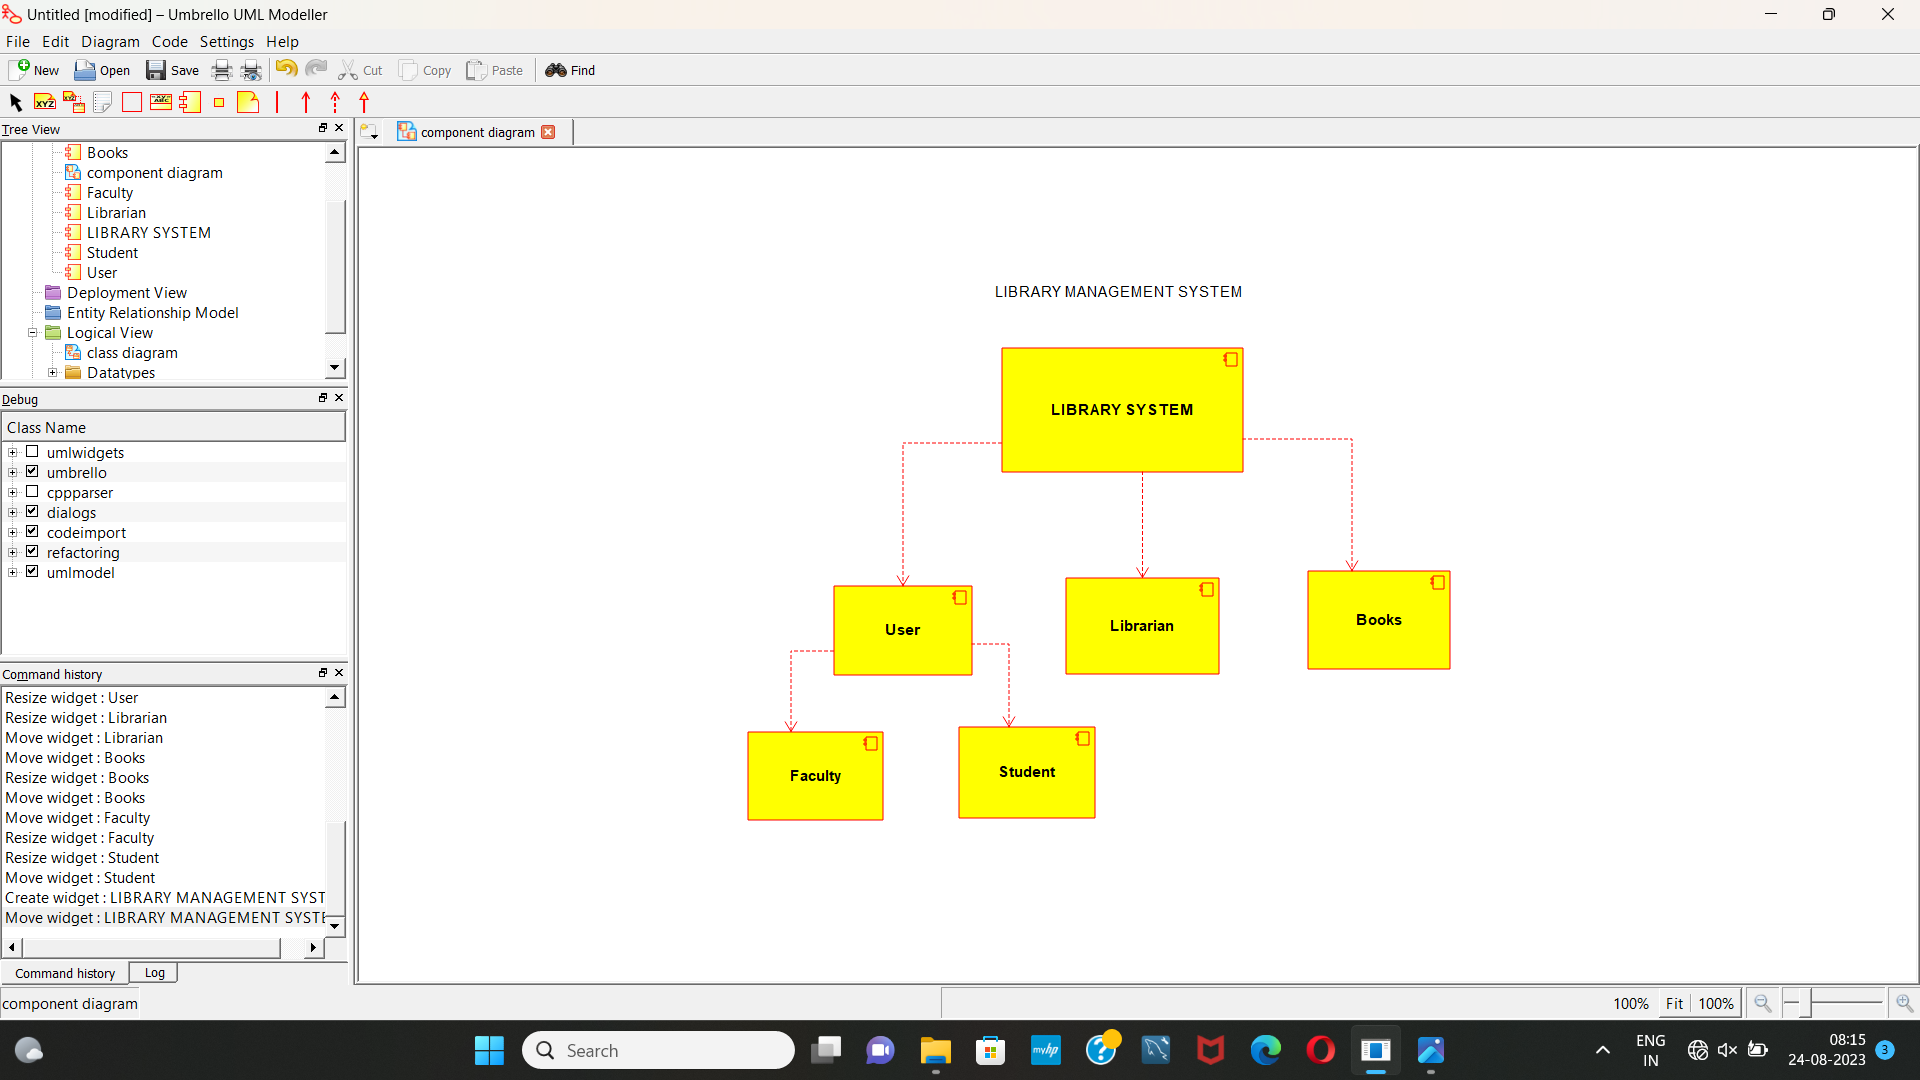 Untitled [modified] – Umbrello UML Modeller
File Edit Diagram Code Settings Help
New Open Save Cut Copy Paste Find
XYZ XYZ ABC
Tree View
component diagram
Books
component diagram
Faculty
Librarian
LIBRARY SYSTEM
Student
User
Deployment View
Entity Relationship Model
Logical View
class diagram
Datatypes
Debug
Class Name
umlwidgets
umbrello
cppparser
dialogs
codeimport
refactoring
umlmodel
Command history
Resize widget : User
Resize widget : Librarian
Move widget : Librarian
Move widget : Books
Resize widget : Books
Move widget : Books
Move widget : Faculty
Resize widget : Faculty
Resize widget : Student
Move widget : Student
Create widget : LIBRARY MANAGEMENT SYST
Move widget : LIBRARY MANAGEMENT SYSTE
Command history Log
LIBRARY MANAGEMENT SYSTEM
LIBRARY SYSTEM
User
Librarian
Books
Faculty
Student
component diagram
100% Fit 100%
Search
myhp
ENG
IN
08:15
24-08-2023
3